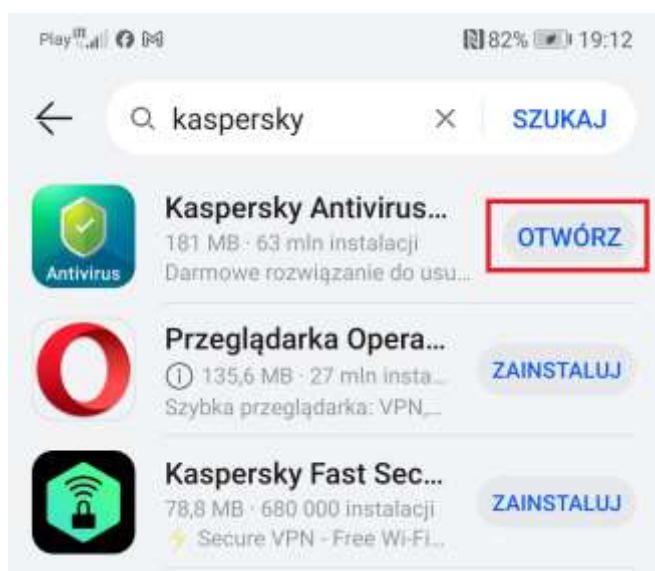 Play 82% 19:12
kaspersky SZUKAJ
Kaspersky Antivirus...
181 MB · 63 mln instalacji OTWÓRZ
Antivirus Darmowe rozwiązanie do usu...
Przeglądarka Opera...
135,6 MB · 27 mln insta... ZAINSTALUJ
Szybka przeglądarka: VPN,...
Kaspersky Fast Sec...
78,8 MB · 680 000 instalacji ZAINSTALUJ
⚡ Secure VPN - Free Wi-Fi...